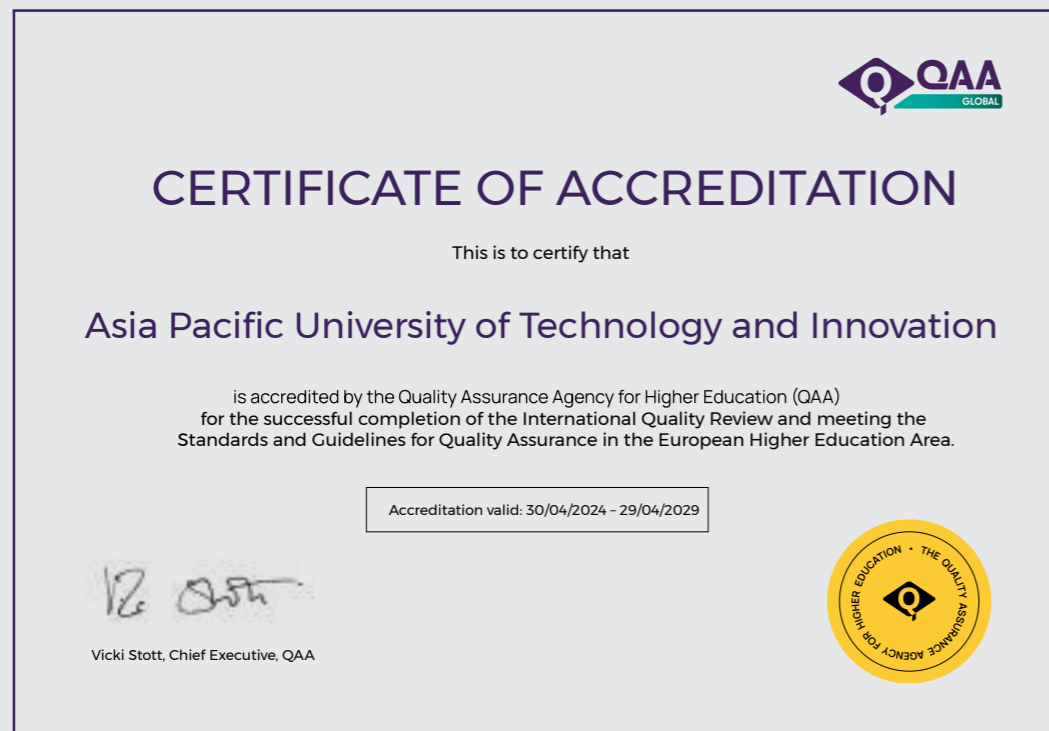 QAA
GLOBAL
CERTIFICATE OF ACCREDITATION
This is to certify that
Asia Pacific University of Technology and Innovation
is accredited by the Quality Assurance Agency for Higher Education (QAA)
for the successful completion of the International Quality Review and meeting the
Standards and Guidelines for Quality Assurance in the European Higher Education Area.
Accreditation valid: 30/04/2024 – 29/04/2029
Vicki Stott, Chief Executive, QAA
THE QUALITY ASSURANCE AGENCY FOR HIGHER EDUCATION •